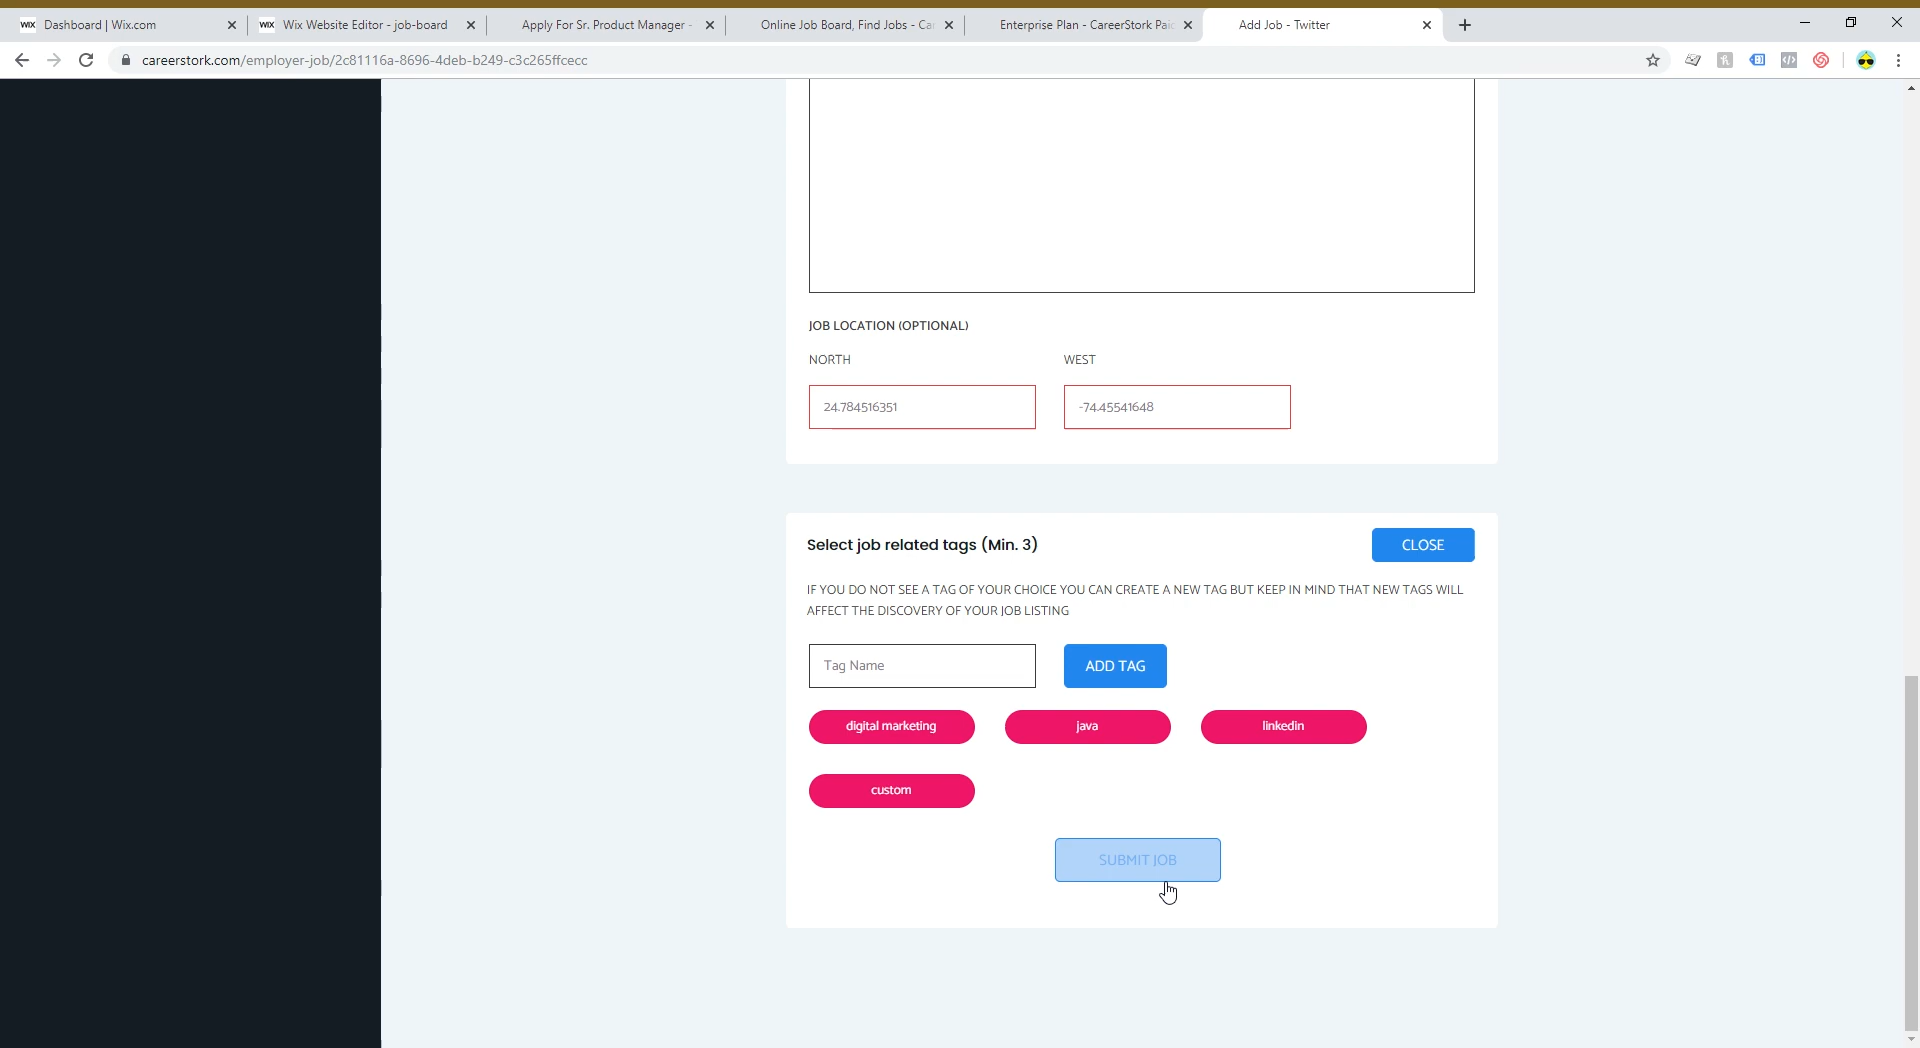 WIX Dashboard | Wix.com
WIX Wix Website Editor - job-board
Apply For Sr. Product Manager -
Online Job Board, Find Jobs - Ca
Enterprise Plan - CareerStork Paid
Add Job - Twitter
careerstork.com/employer-job/2c81116a-8696-4deb-b249-c3c265ffcecc
JOB LOCATION (OPTIONAL)
NORTH WEST
24.784516351 -74.45541648
Select job related tags (Min. 3) CLOSE
IF YOU DO NOT SEE A TAG OF YOUR CHOICE YOU CAN CREATE A NEW TAG BUT KEEP IN MIND THAT NEW TAGS WILL
AFFECT THE DISCOVERY OF YOUR JOB LISTING
Tag Name ADD TAG
digital marketing java linkedin
custom
SUBMIT JOB